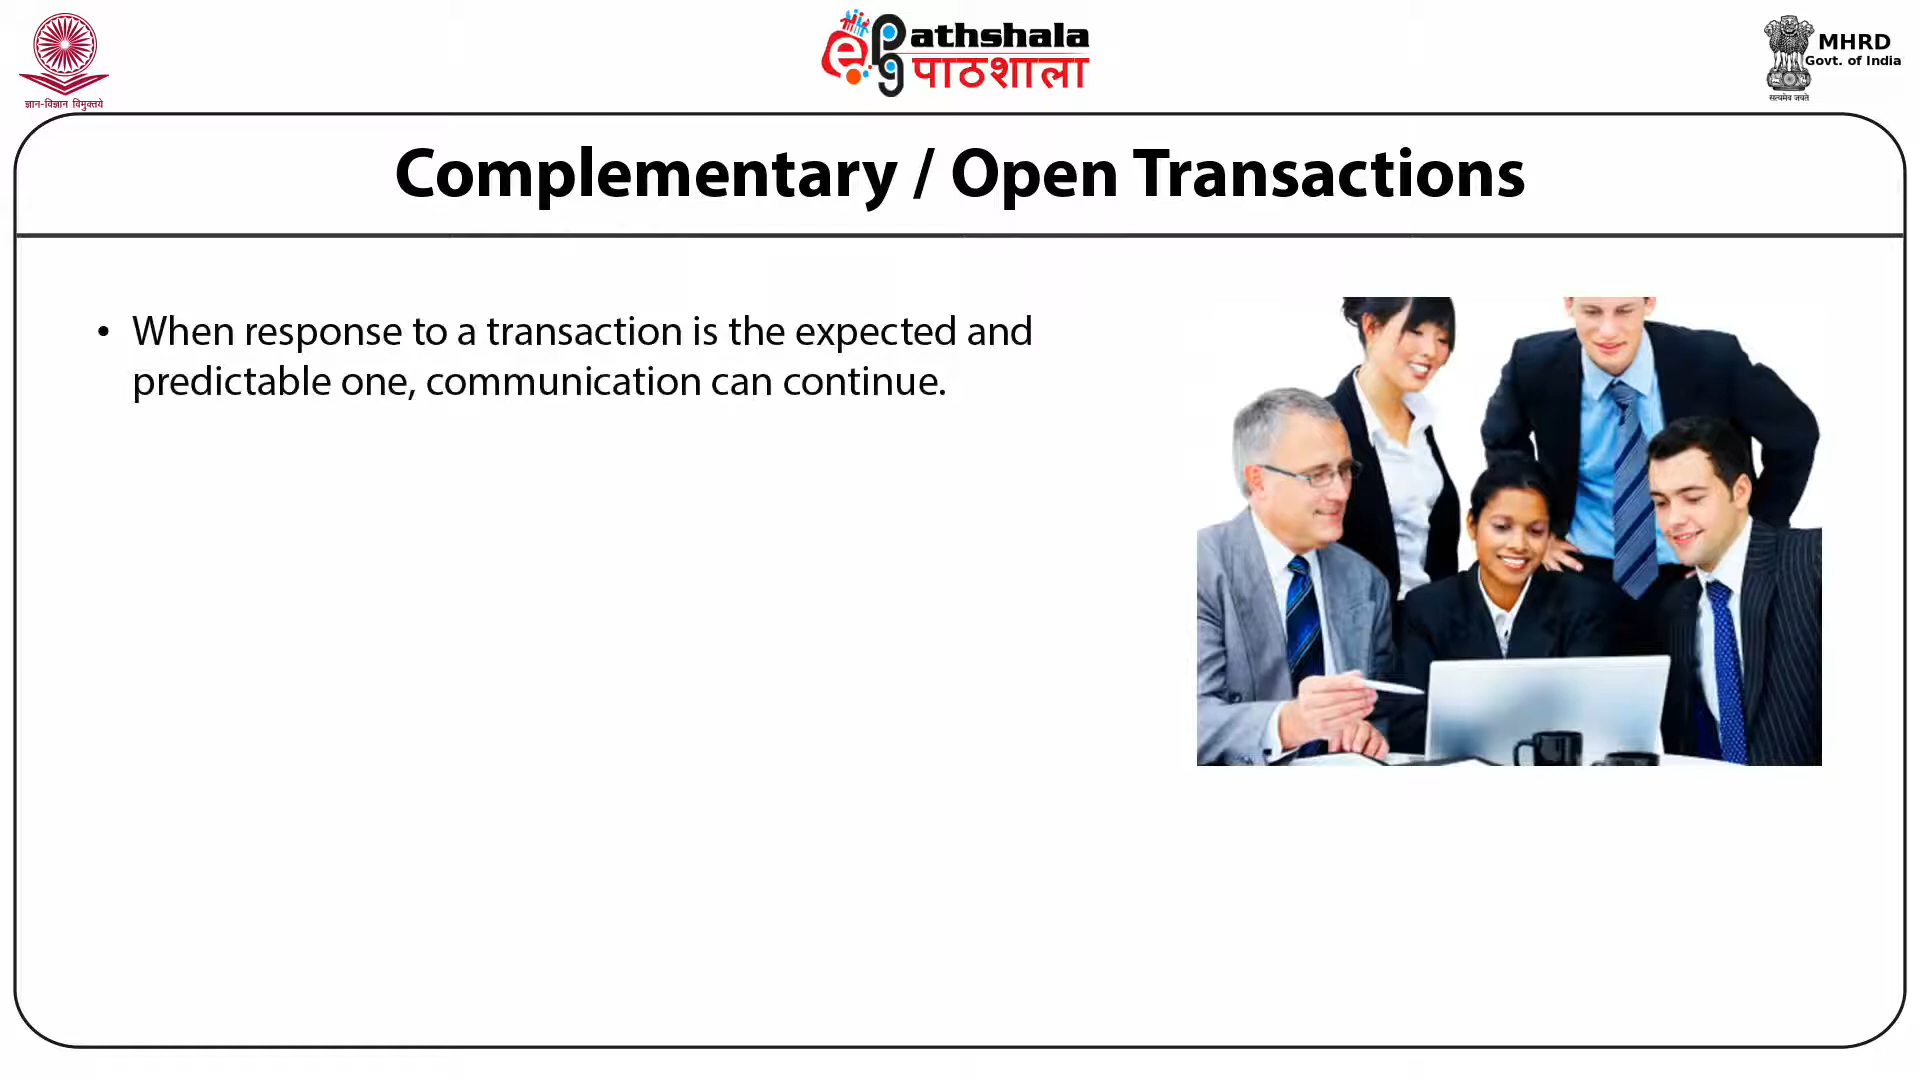 ज्ञान-विज्ञान विमुक्तये
ePathshala
पाठशाला
MHRD
Govt. of India
सत्यमेव जयते
Complementary / Open Transactions
• When response to a transaction is the expected and
predictable one, communication can continue.